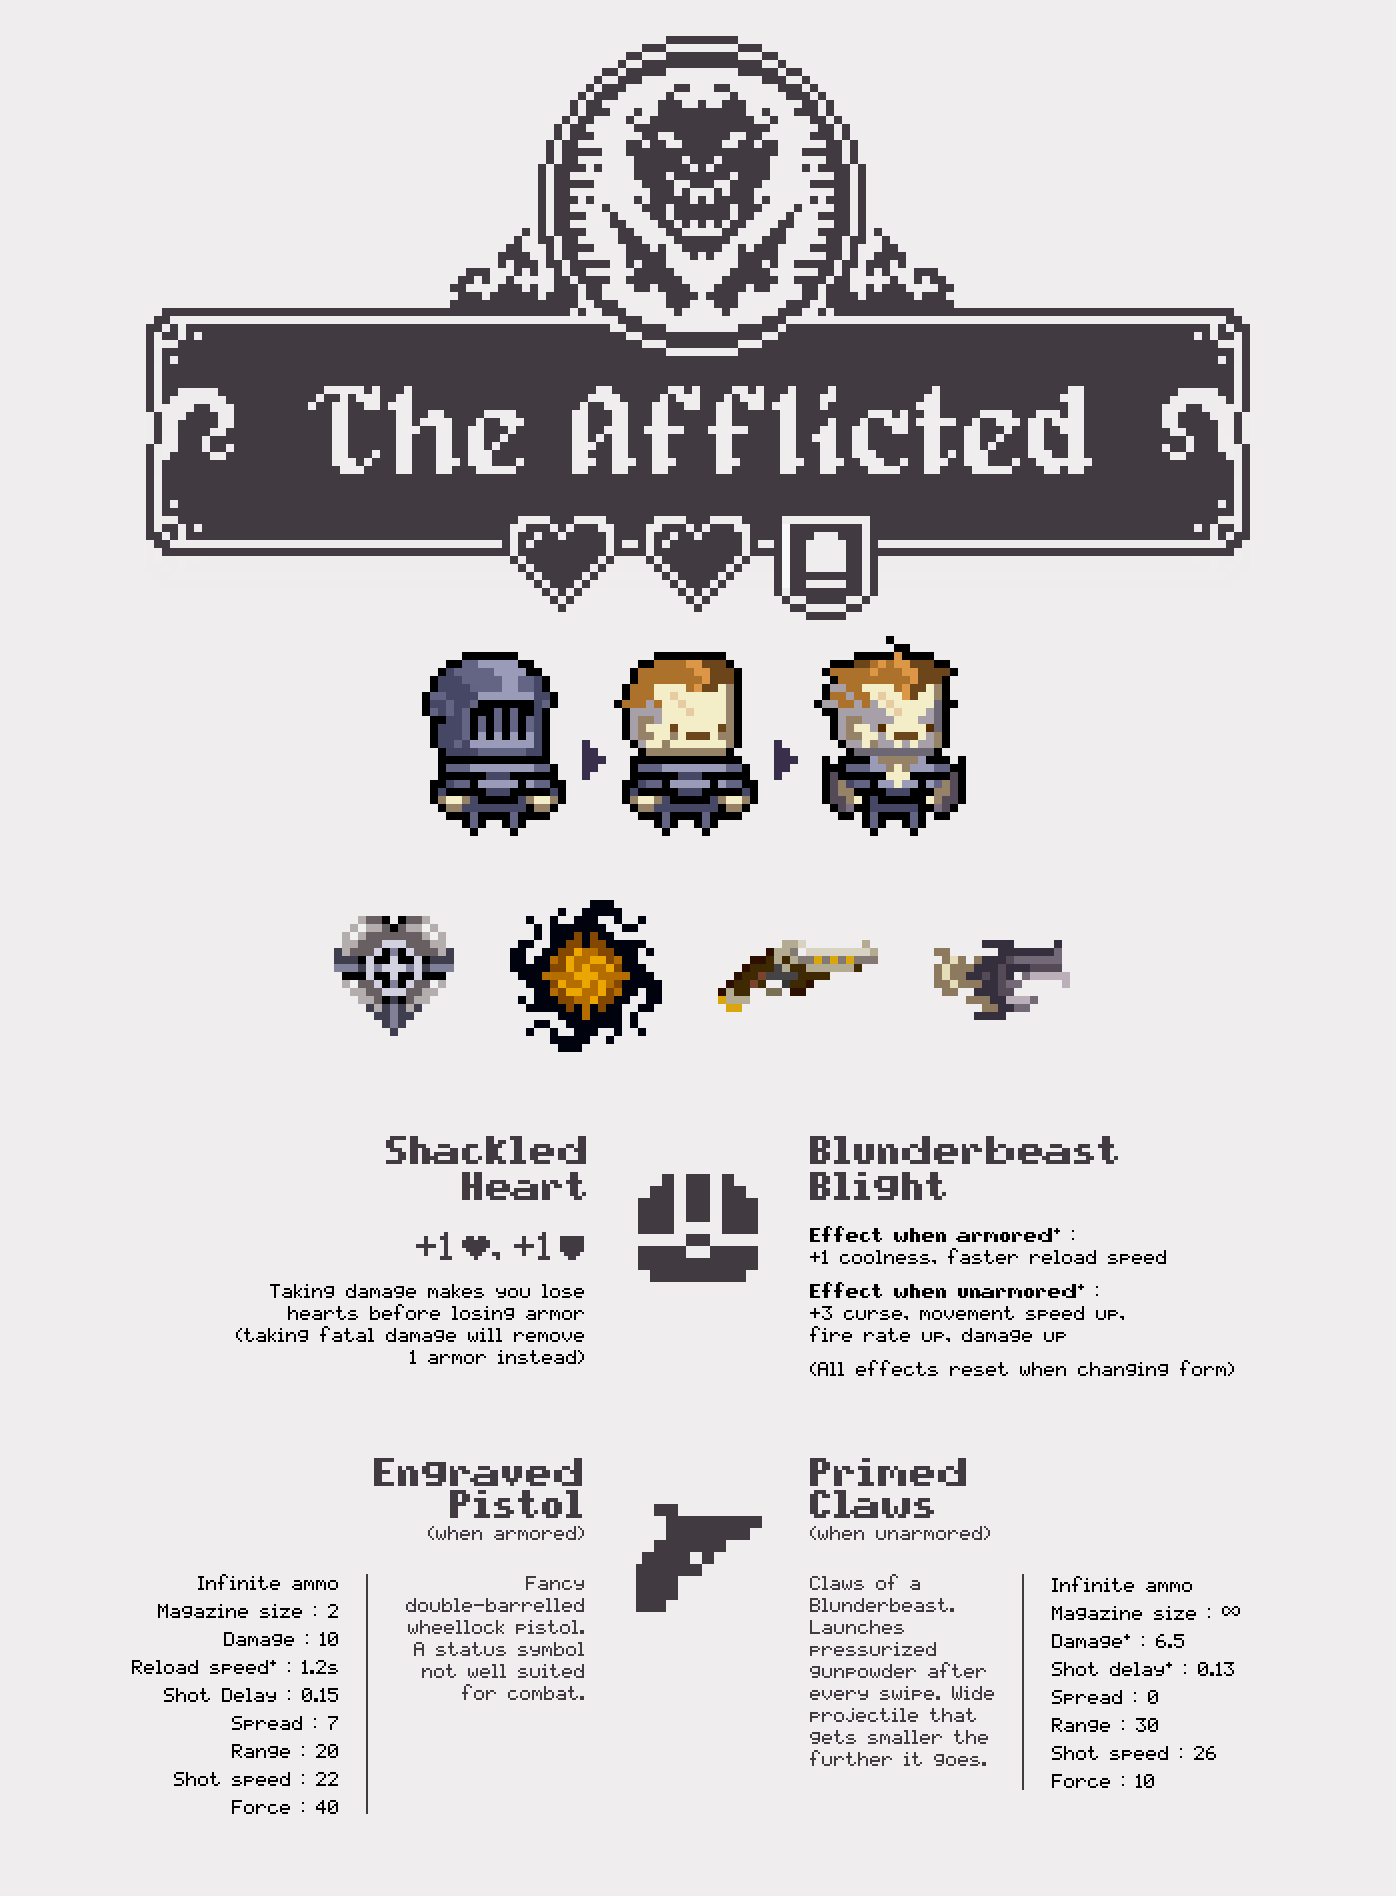 The Afflicted
Shackled
Heart
+1 ♥, +1
Taking damage makes you lose
hearts before losing armor
(taking fatal damage will remove
1 armor instead)
Blunderbeast
Blight
Effect when armored⁺ :
+1 coolness, faster reload speed
Effect when unarmored⁺ :
+3 curse, movement speed up,
fire rate up, damage up
(All effects reset when changing form)
Engraved
Pistol
(when armored)
Infinite ammo
Magazine size : 2
Damage : 10
Reload speed⁺ : 1.2s
Shot Delay : 0.15
Spread : 7
Range : 20
Shot speed : 22
Force : 40
Fancy
double-barrelled
wheellock pistol.
A status symbol
not well suited
for combat.
Primed
Claws
(when unarmored)
Claws of a
Blunderbeast.
Launches
pressurized
gunpowder after
every swipe. Wide
projectile that
gets smaller the
further it goes.
Infinite ammo
Magazine size : ∞
Damage⁺ : 6.5
Shot delay⁺ : 0.13
Spread : 0
Range : 30
Shot speed : 26
Force : 10